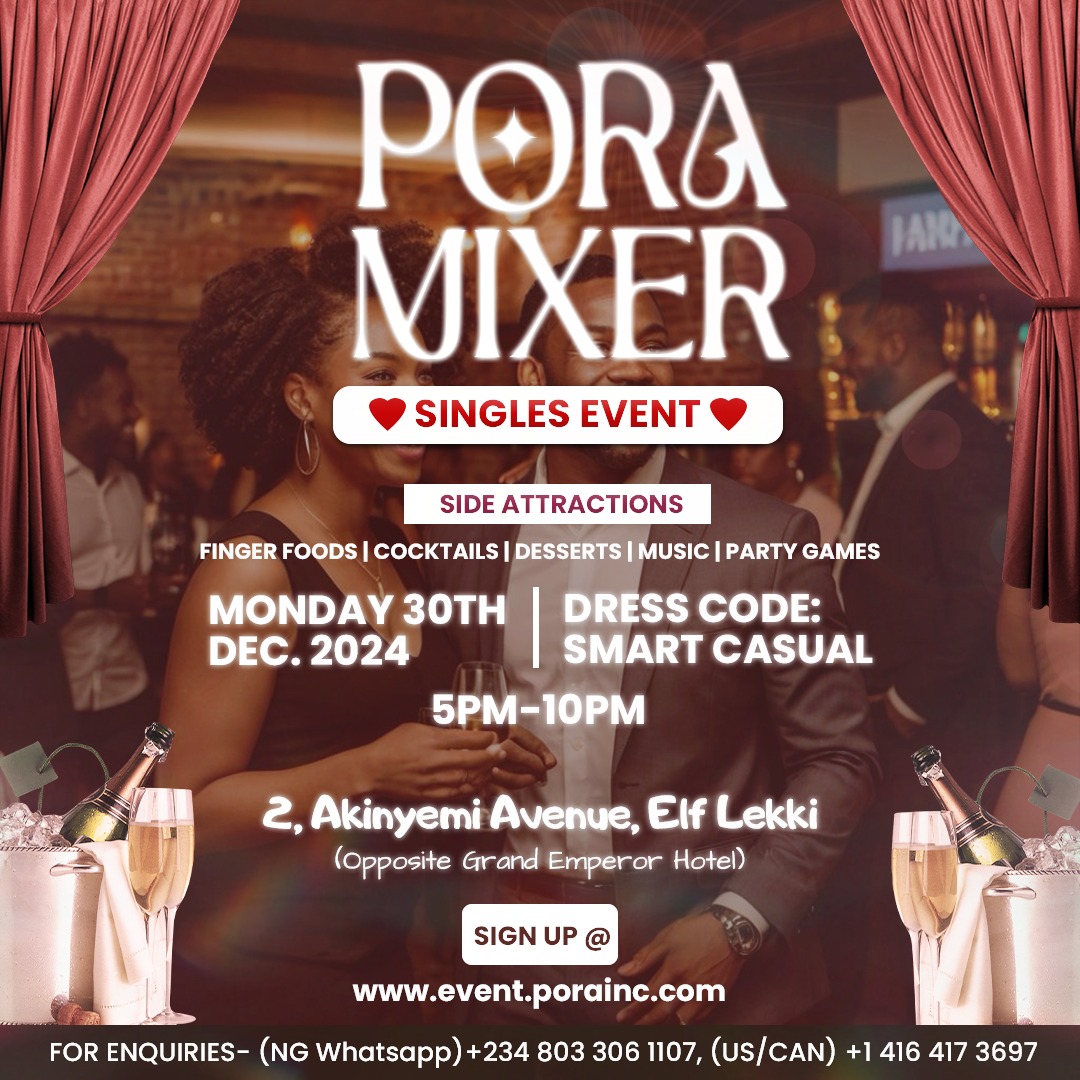 PORA
MIXER
SINGLES EVENT
SIDE ATTRACTIONS
FINGER FOODS | COCKTAILS | DESSERTS | MUSIC | PARTY GAMES
MONDAY 30TH
DEC. 2024
DRESS CODE:
SMART CASUAL
5PM-10PM
2, Akinyemi Avenue, Elf Lekki
(Opposite Grand Emperor Hotel)
SIGN UP @
www.event.porainc.com
FOR ENQUIRIES- (NG Whatsapp)+234 803 306 1107, (US/CAN) +1 416 417 3697